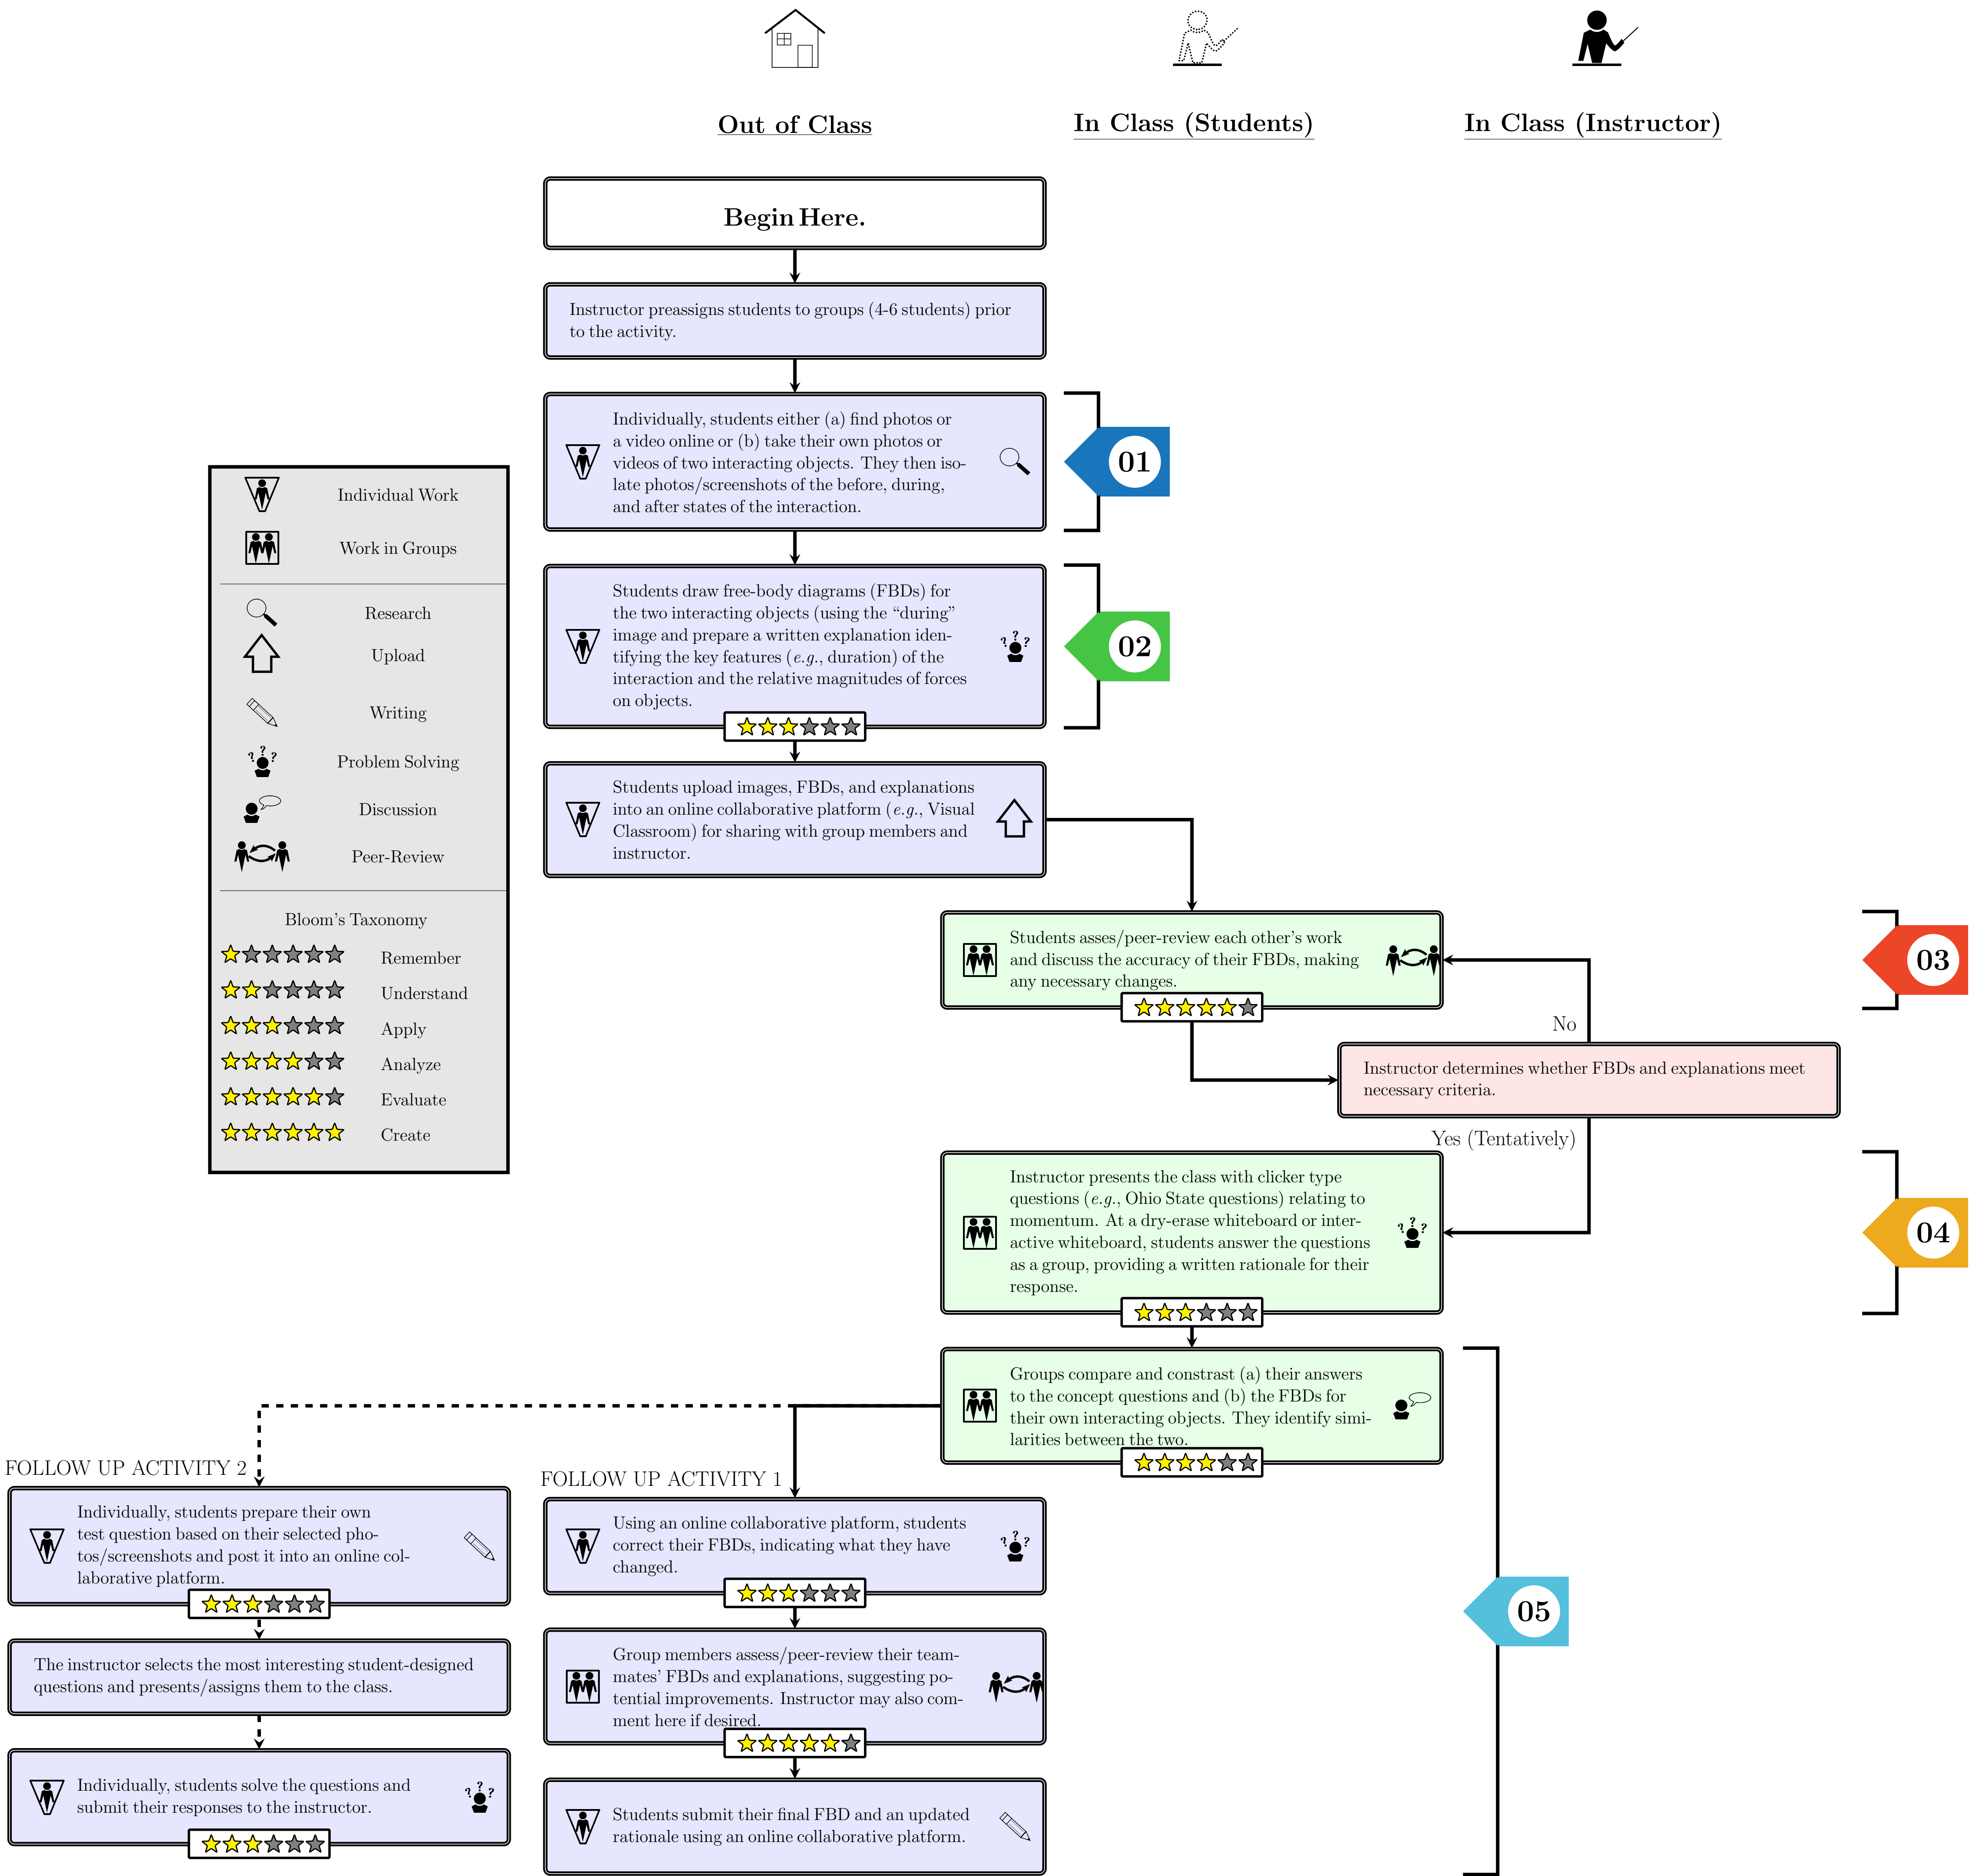 Out of Class
In Class (Students)
In Class (Instructor)
Begin Here.
Instructor preassigns students to groups (4-6 students) prior
to the activity.
Individually, students either (a) find photos or
a video online or (b) take their own photos or
videos of two interacting objects. They then iso-
late photos/screenshots of the before, during,
and after states of the interaction.
01
Students draw free-body diagrams (FBDs) for
the two interacting objects (using the “during”
image and prepare a written explanation iden-
tifying the key features (e.g., duration) of the
interaction and the relative magnitudes of forces
on objects.
02
Students upload images, FBDs, and explanations
into an online collaborative platform (e.g., Visual
Classroom) for sharing with group members and
instructor.
Individual Work
Work in Groups
Research
Upload
Writing
Problem Solving
Discussion
Peer-Review
Bloom's Taxonomy
Remember
Understand
Apply
Analyze
Evaluate
Create
Students asses/peer-review each other's work
and discuss the accuracy of their FBDs, making
any necessary changes.
03
No
Instructor determines whether FBDs and explanations meet
necessary criteria.
Yes (Tentatively)
Instructor presents the class with clicker type
questions (e.g., Ohio State questions) relating to
momentum. At a dry-erase whiteboard or inter-
active whiteboard, students answer the questions
as a group, providing a written rationale for their
response.
04
Groups compare and constrast (a) their answers
to the concept questions and (b) the FBDs for
their own interacting objects. They identify simi-
larities between the two.
05
FOLLOW UP ACTIVITY 2
Individually, students prepare their own
test question based on their selected pho-
tos/screenshots and post it into an online col-
laborative platform.
The instructor selects the most interesting student-designed
questions and presents/assigns them to the class.
Individually, students solve the questions and
submit their responses to the instructor.
FOLLOW UP ACTIVITY 1
Using an online collaborative platform, students
correct their FBDs, indicating what they have
changed.
Group members assess/peer-review their team-
mates' FBDs and explanations, suggesting po-
tential improvements. Instructor may also com-
ment here if desired.
Students submit their final FBD and an updated
rationale using an online collaborative platform.